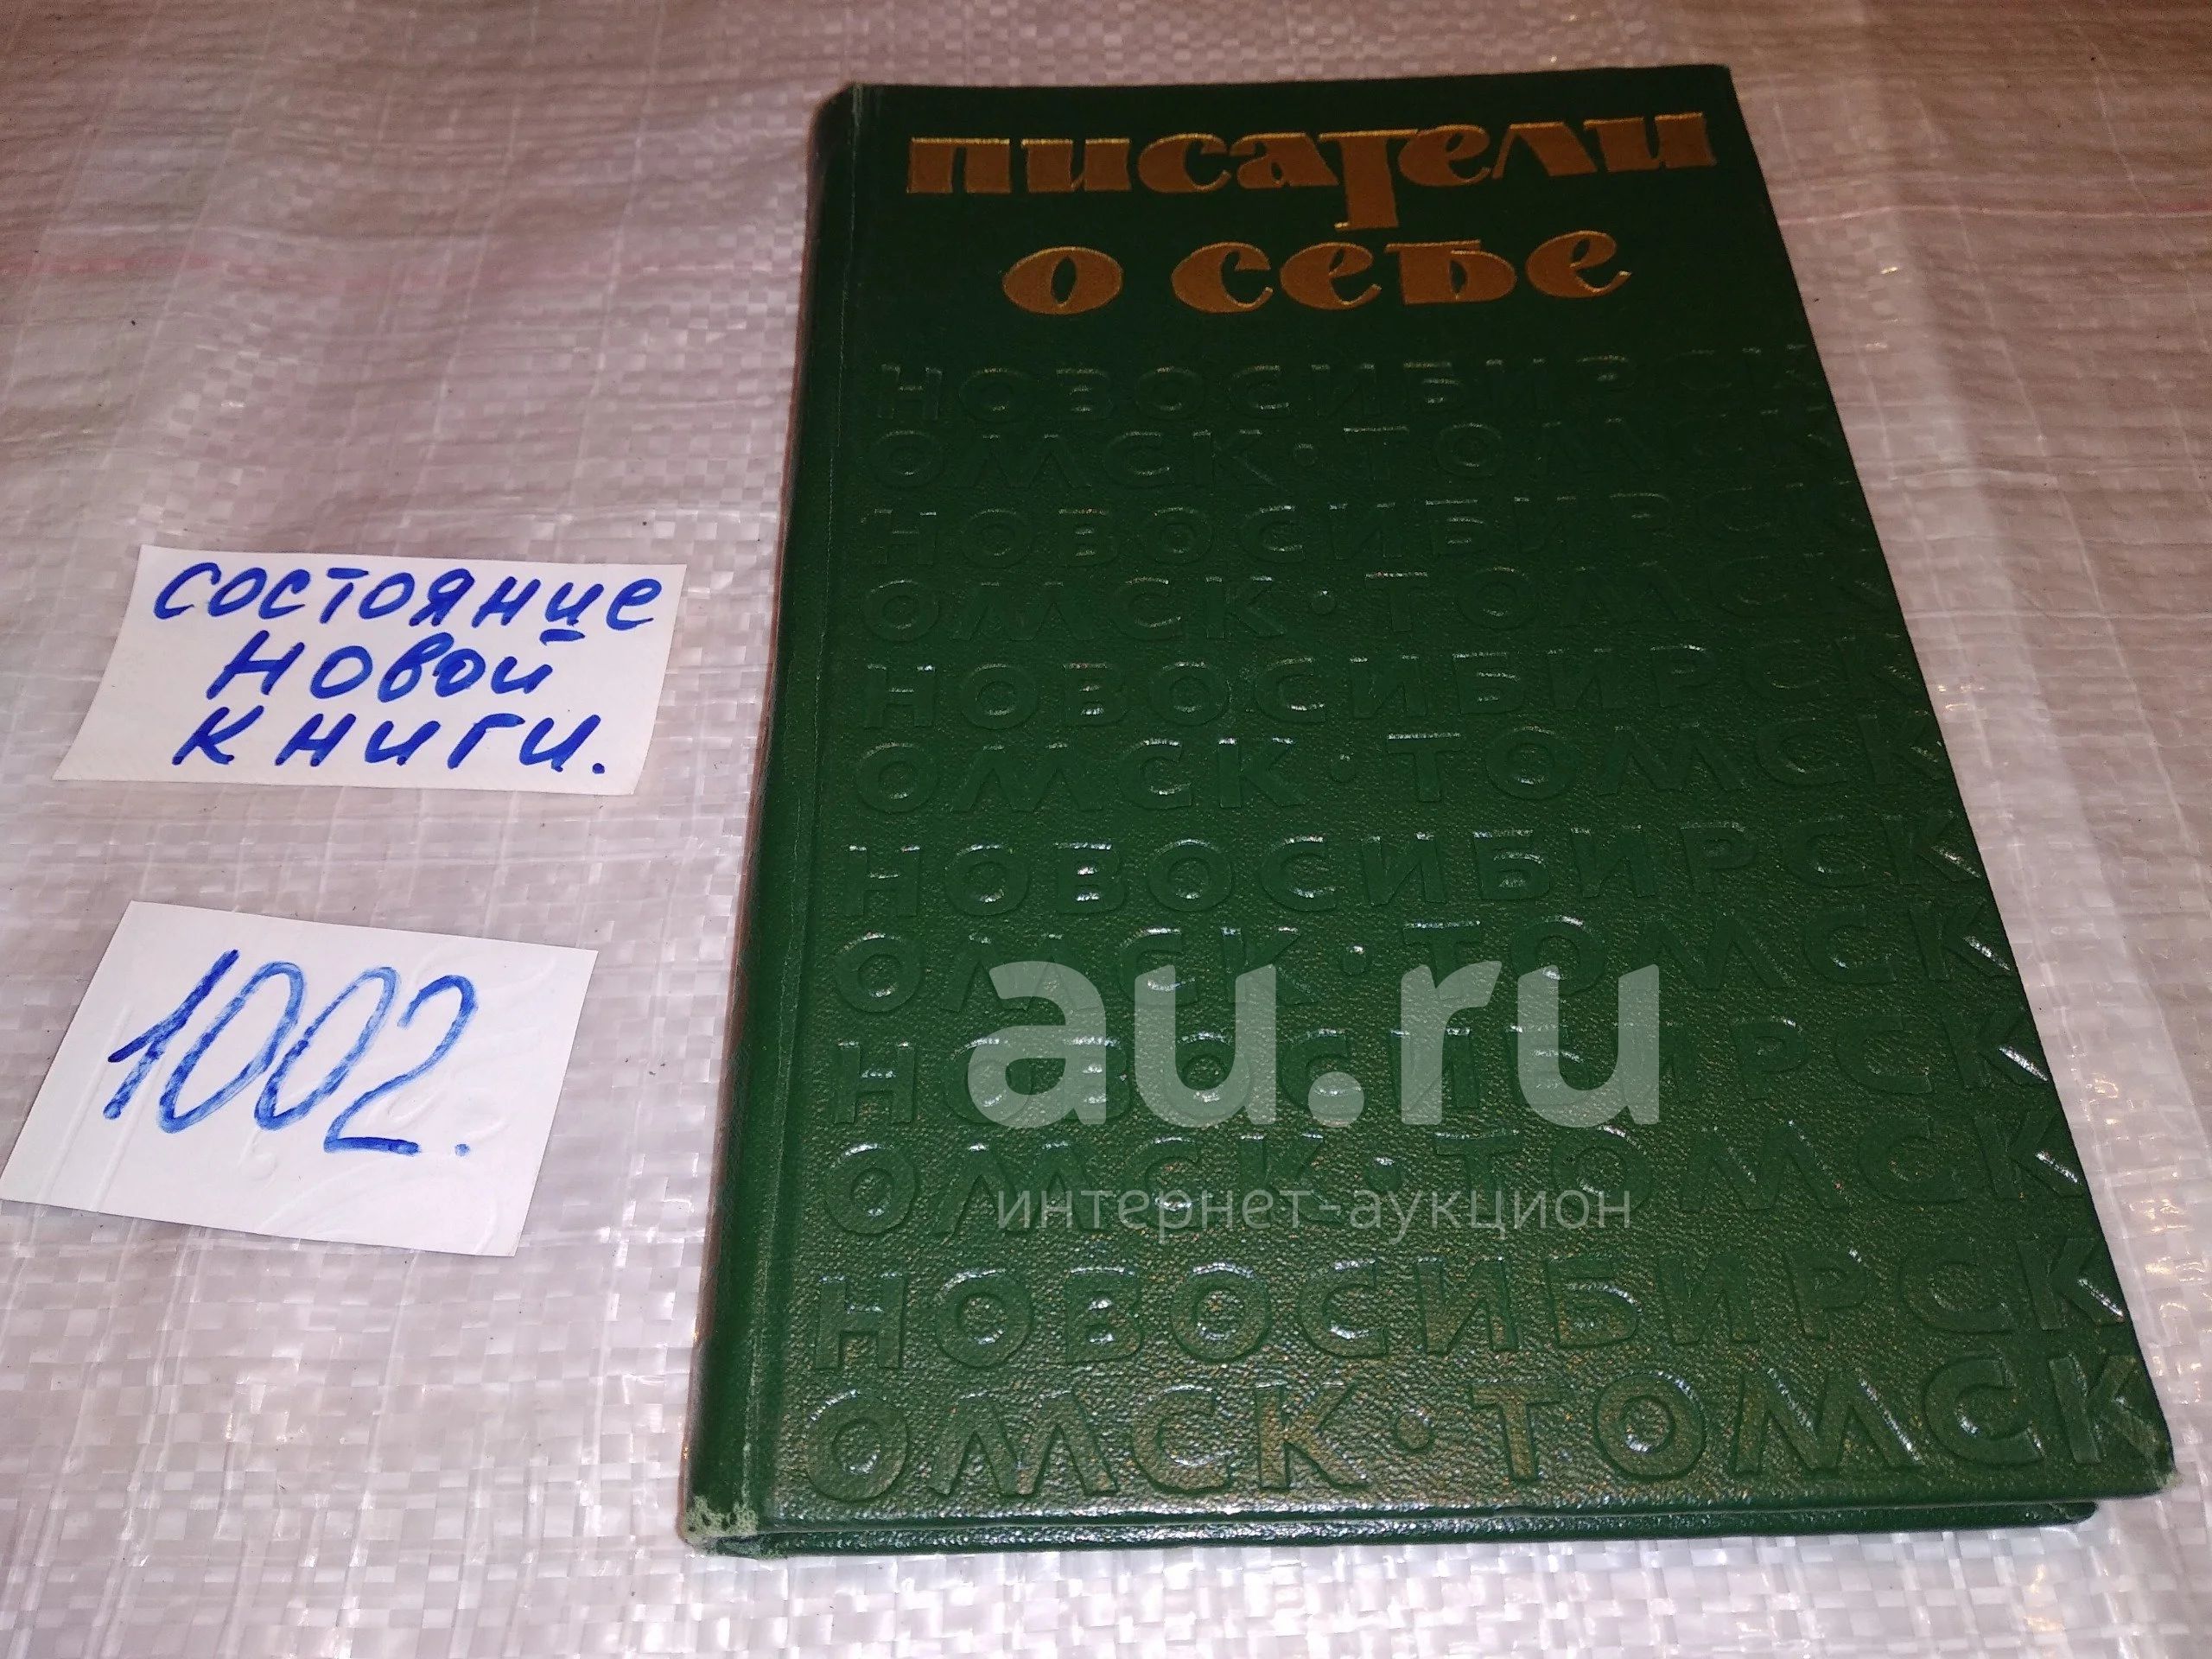 писатели
о себе
НОВОСИБИРСК
ОМСК·ТОМСК
НОВОСИБИРСК
ОМСК·ТОМСК
НОВОСИБИРСК
ОМСК·ТОМСК
НОВОСИБИРСК
ОМСК·ТОМСК
НОВОСИБИРСК
ОМСК·ТОМСК
НОВОСИБИРСК
ОМСК·ТОМСК
состояние
новой
книги.
1002.
au.ru
интернет-аукцион